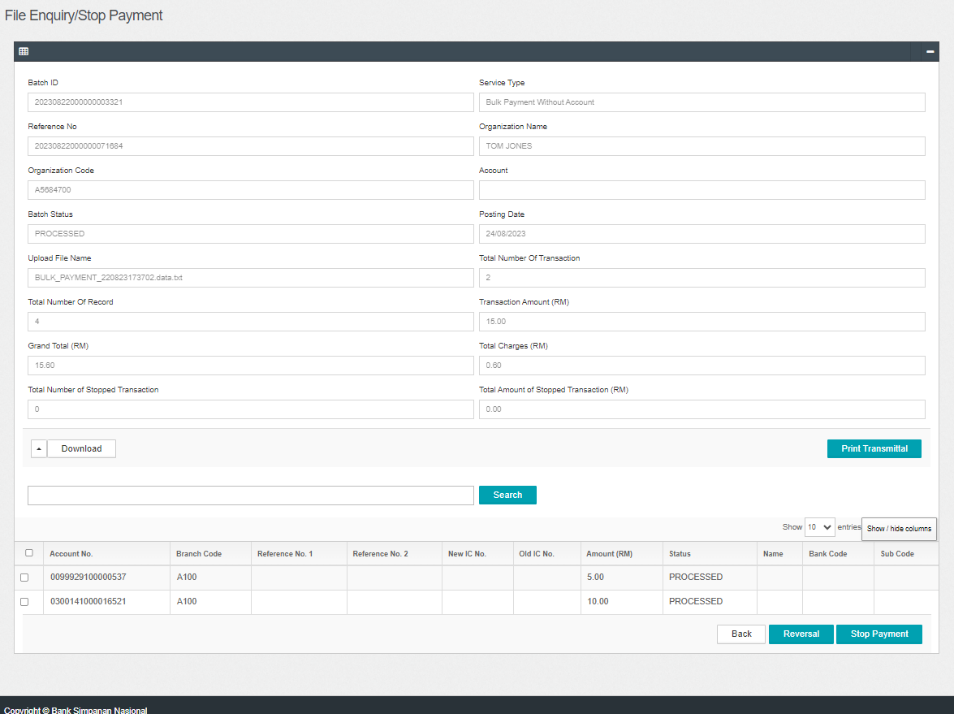 File Enquiry/Stop Payment
Batch ID
Service Type
20230822000000003321
Bulk Payment Without Account
Reference No
Organization Name
20230822000000071684
TOM JONES
Organization Code
Account
A5684700
Batch Status
Posting Date
PROCESSED
24/08/2023
Upload File Name
Total Number Of Transaction
BULK_PAYMENT_220823173702.data.txt
2
Total Number Of Record
Transaction Amount (RM)
4
15.00
Grand Total (RM)
Total Charges (RM)
15.60
0.60
Total Number of Stopped Transaction
Total Amount of Stopped Transaction (RM)
0
0.00
Download
Print Transmittal
Search
Show 10 entries Show / hide columns
Account No. Branch Code Reference No. 1 Reference No. 2 New IC No. Old IC No. Amount (RM) Status Name Bank Code Sub Code
0099929100000537 A100 5.00 PROCESSED
0300141000016521 A100 10.00 PROCESSED
Back Reversal Stop Payment
Copyright © Bank Simpanan Nasional